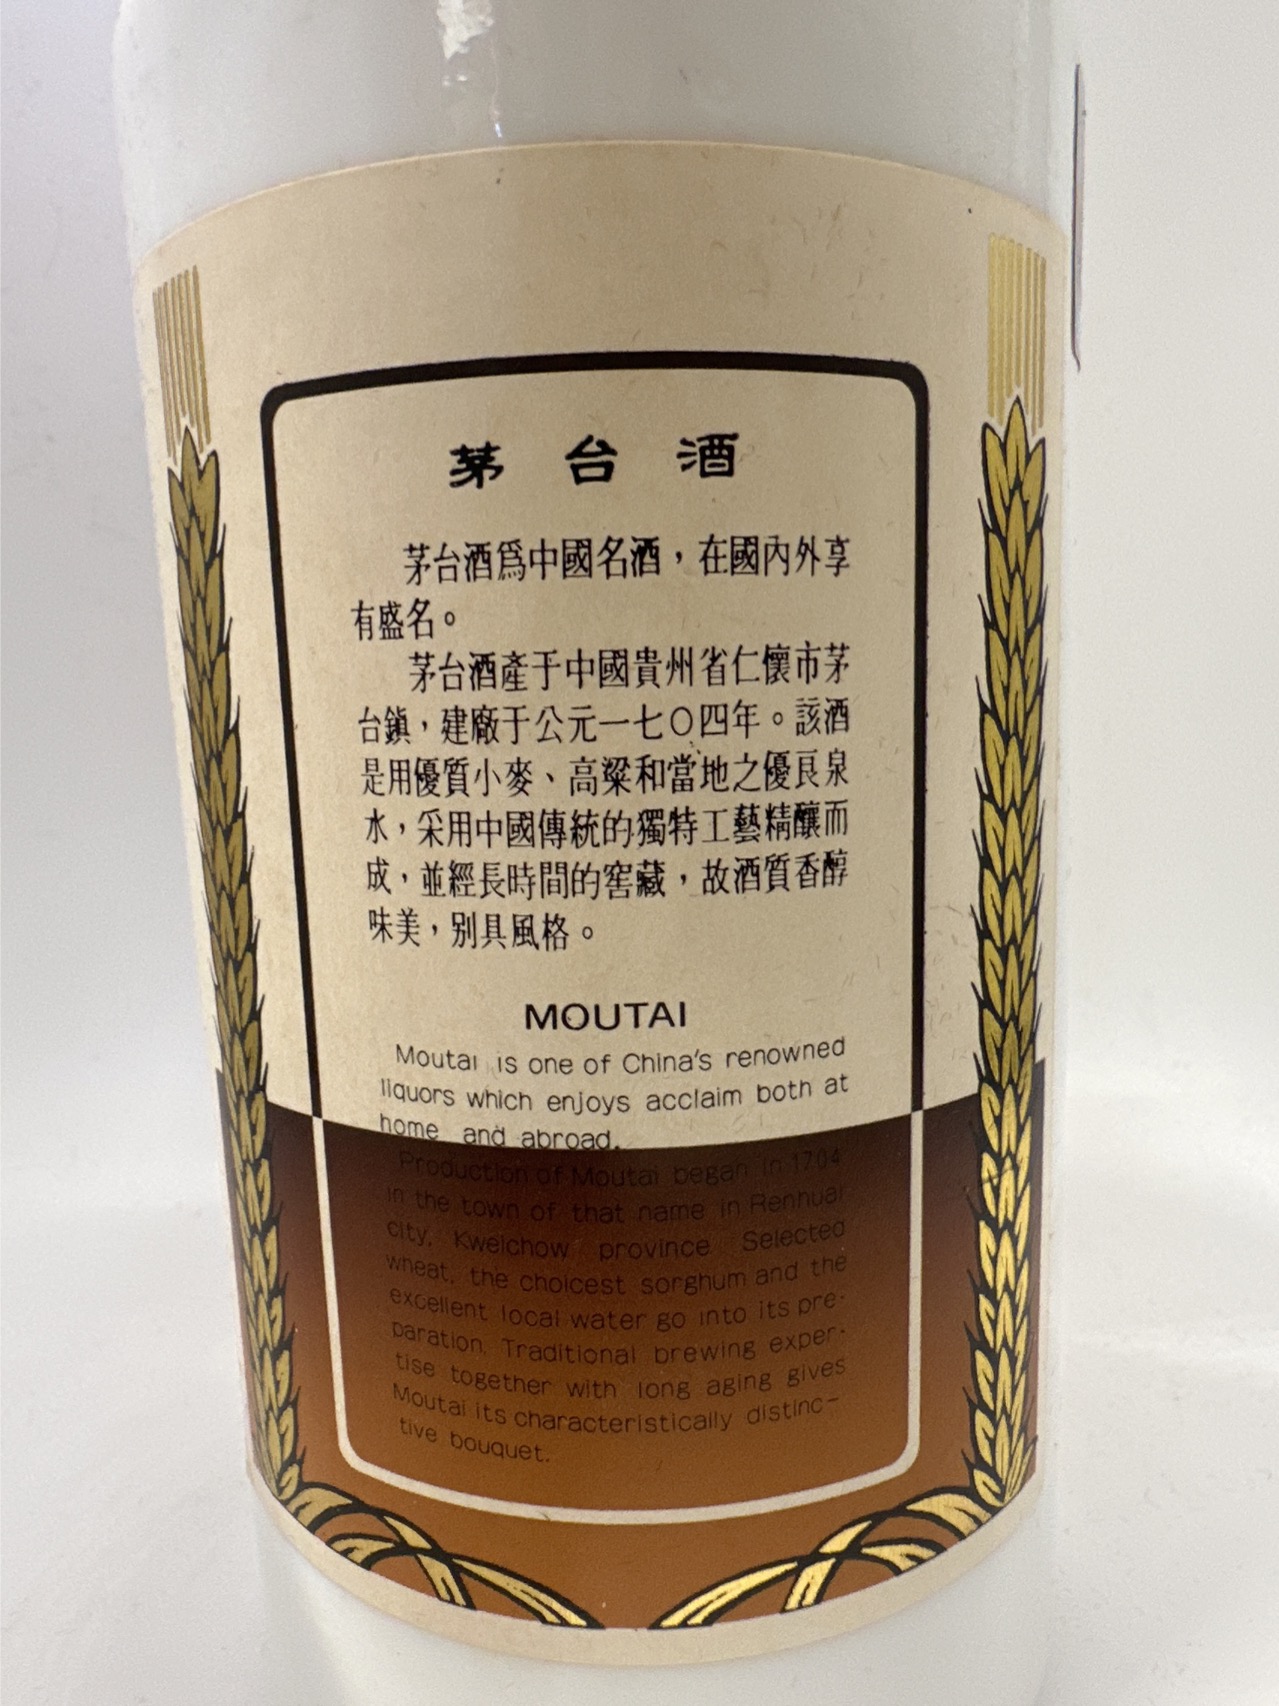 茅台酒
茅台酒爲中國名酒，在國內外享
有盛名。
茅台酒產于中國貴州省仁懷市茅
台鎮，建廠于公元一七〇四年。該酒
是用優質小麥、高粱和當地之優良泉
水，采用中國傳統的獨特工藝精釀而
成，並經長時間的窖藏，故酒質香醇
味美，别具風格。
MOUTAI
Moutai is one of China's renowned
liquors which enjoys acclaim both at
home and abroad.
Production of Moutai began in 1704
in the town of that name in Renhuai
city, Kweichow province Selected
wheat, the choicest sorghum and the
excellent local water go into its pre-
paration. Traditional brewing exper-
tise together with long aging gives
Moutai its characteristically distinc-
tive bouquet.